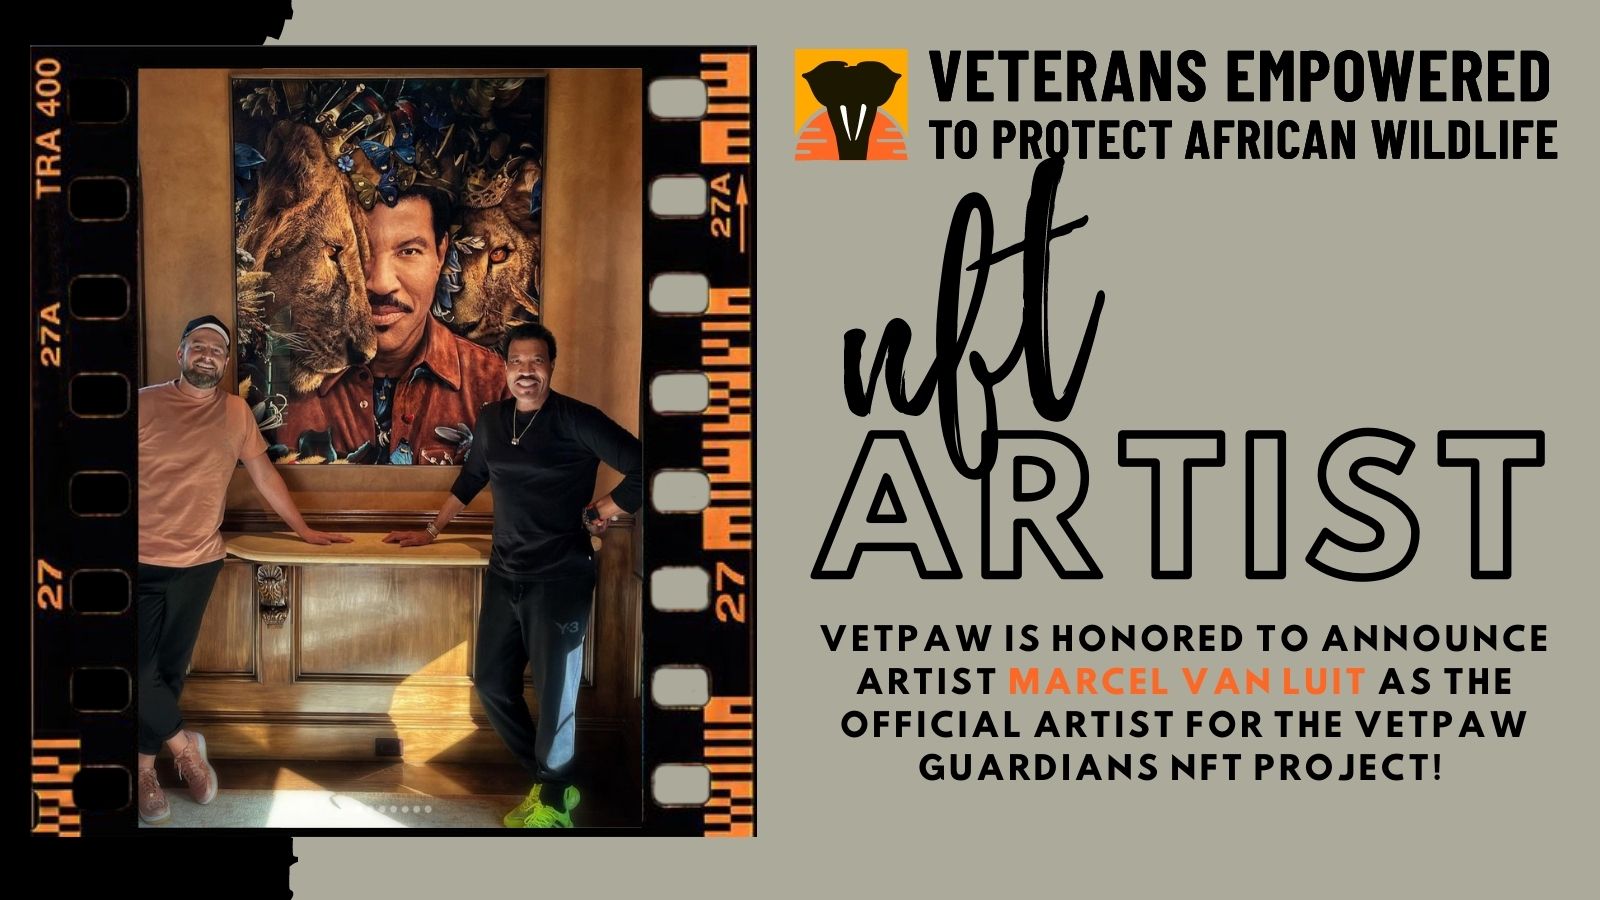 TRA 400
27A
27
27A
27
Y-3
VETERANS EMPOWERED
TO PROTECT AFRICAN WILDLIFE
nft
ARTIST
VETPAW IS HONORED TO ANNOUNCE
ARTIST MARCEL VAN LUIT AS THE
OFFICIAL ARTIST FOR THE VETPAW
GUARDIANS NFT PROJECT!